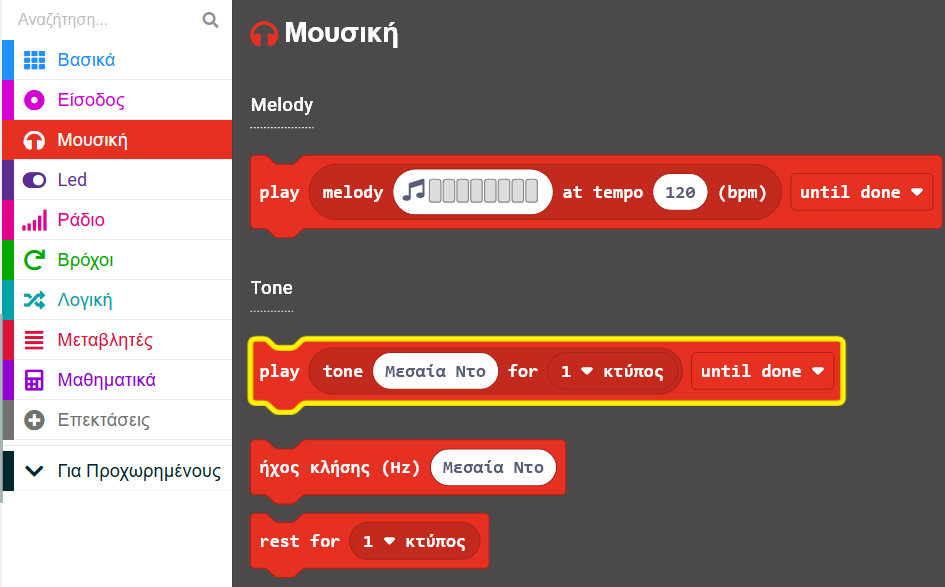 Αναζήτηση...
Βασικά
Είσοδος
Μουσική
Led
Ράδιο
Βρόχοι
Λογική
Μεταβλητές
Μαθηματικά
Επεκτάσεις
Για Προχωρημένους
Μουσική
Melody
play melody at tempo 120 (bpm) until done
Tone
play tone Μεσαία Ντο for 1 κτύπος until done
ήχος κλήσης (Hz) Μεσαία Ντο
rest for 1 κτύπος